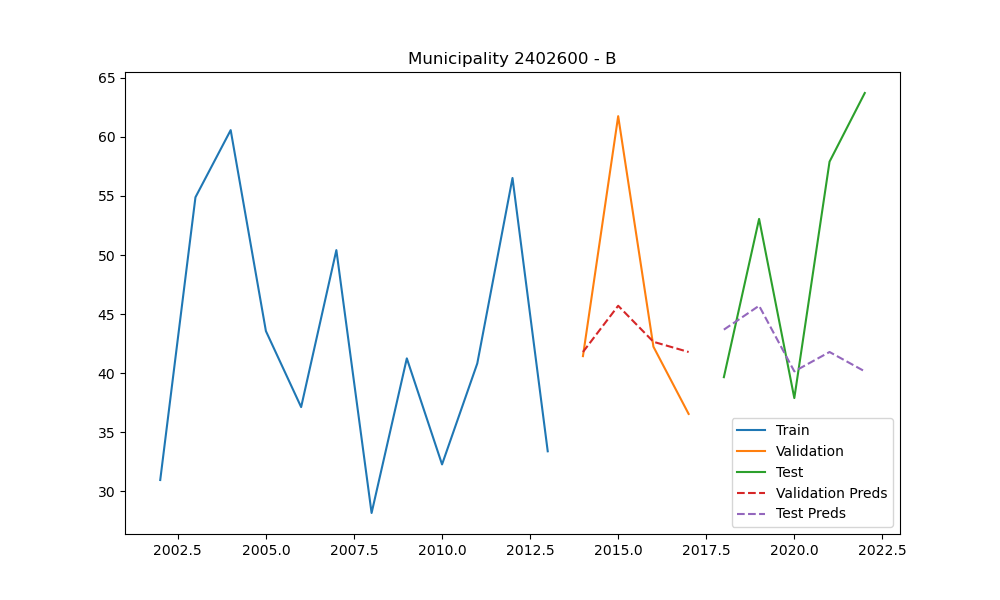 Municipality 2402600 - B
65
60
55
50
45
40
35
30
2002.5 2005.0 2007.5 2010.0 2012.5 2015.0 2017.5 2020.0 2022.5
Train
Validation
Test
Validation Preds
Test Preds